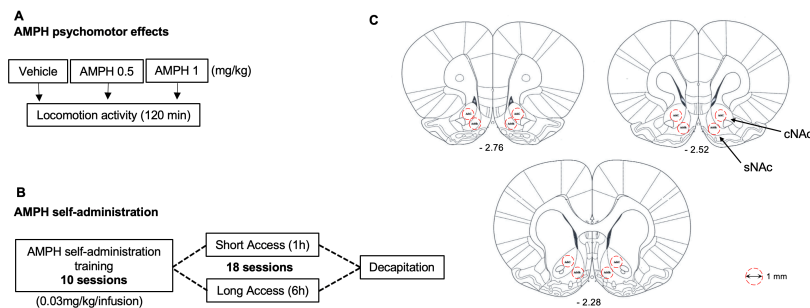 A
AMPH psychomotor effects
Vehicle
AMPH 0.5
AMPH 1
(mg/kg)
Locomotion activity (120 min)
B
AMPH self-administration
AMPH self-administration
training
10 sessions
(0.03mg/kg/infusion)
Short Access (1h)
18 sessions
Long Access (6h)
Decapitation
C
- 2.76
- 2.52
cNAc
sNAc
- 2.28
1 mm